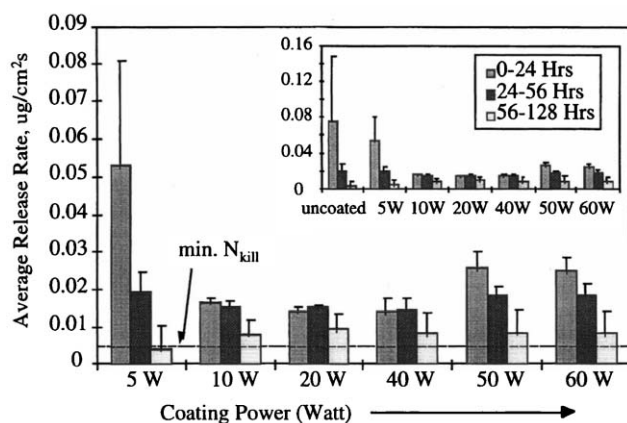 0.09
0.08
0.07
0.06
0.05
0.04
0.03
0.02
0.01
0
Average Release Rate, ug/cm²s
0.16
0.12
0.08
0.04
0.00
0-24 Hrs
24-56 Hrs
56-128 Hrs
uncoated 5W 10W 20W 40W 50W 60W
min. Nkill
5 W 10 W 20 W 40 W 50 W 60 W
Coating Power (Watt)